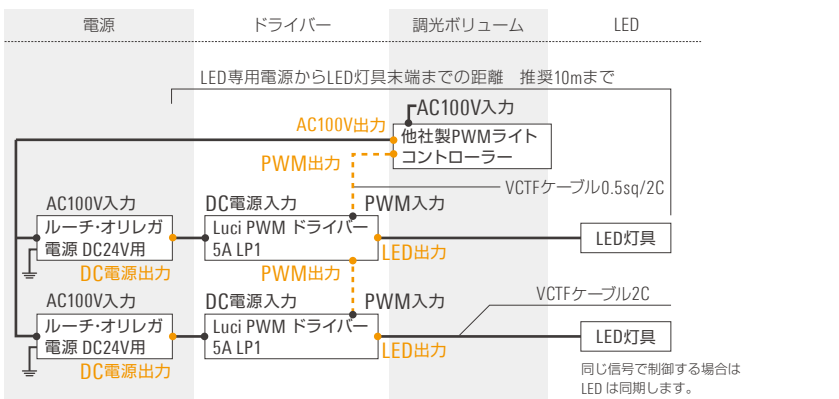 電源
ドライバー
調光ボリューム
LED
LED専用電源からLED灯具末端までの距離　推奨10mまで
AC100V入力
AC100V出力
他社製PWMライト
コントローラー
PWM出力
VCTFケーブル0.5sq/2C
AC100V入力
DC電源入力
PWM入力
ルーチ・オリレガ
電源 DC24V用
Luci PWM ドライバー
5A LP1
LED灯具
LED出力
DC電源出力
PWM出力
AC100V入力
DC電源入力
PWM入力
VCTFケーブル2C
ルーチ・オリレガ
電源 DC24V用
Luci PWM ドライバー
5A LP1
LED灯具
LED出力
DC電源出力
同じ信号で制御する場合は
LED は同期します。